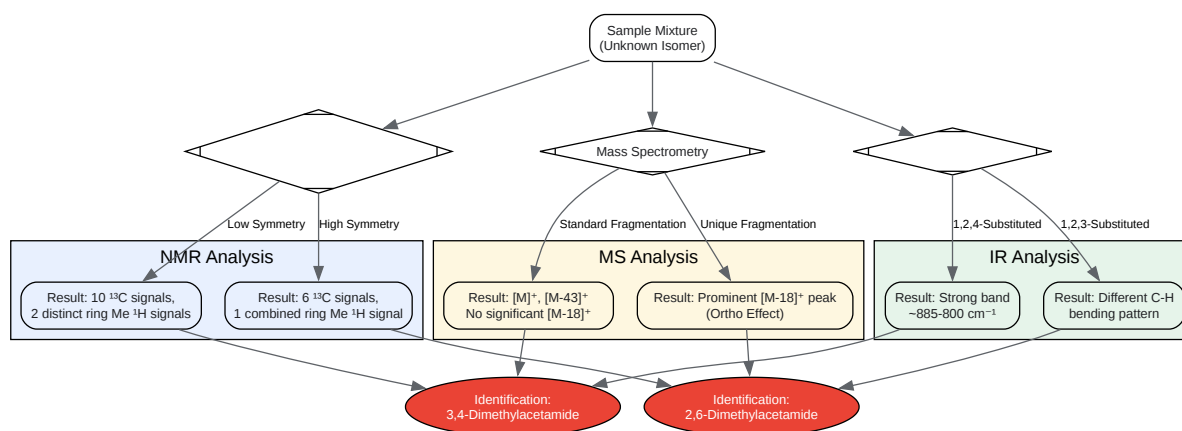 Sample Mixture
(Unknown Isomer)
Mass Spectrometry
Low Symmetry
High Symmetry
Standard Fragmentation
Unique Fragmentation
1,2,4-Substituted
1,2,3-Substituted
NMR Analysis
MS Analysis
IR Analysis
Result: 10 ¹³C signals,
2 distinct ring Me ¹H signals
Result: 6 ¹³C signals,
1 combined ring Me ¹H signal
Result: [M]⁺, [M-43]⁺
No significant [M-18]⁺
Result: Prominent [M-18]⁺ peak
(Ortho Effect)
Result: Strong band
~885-800 cm⁻¹
Result: Different C-H
bending pattern
Identification:
3,4-Dimethylacetamide
Identification:
2,6-Dimethylacetamide